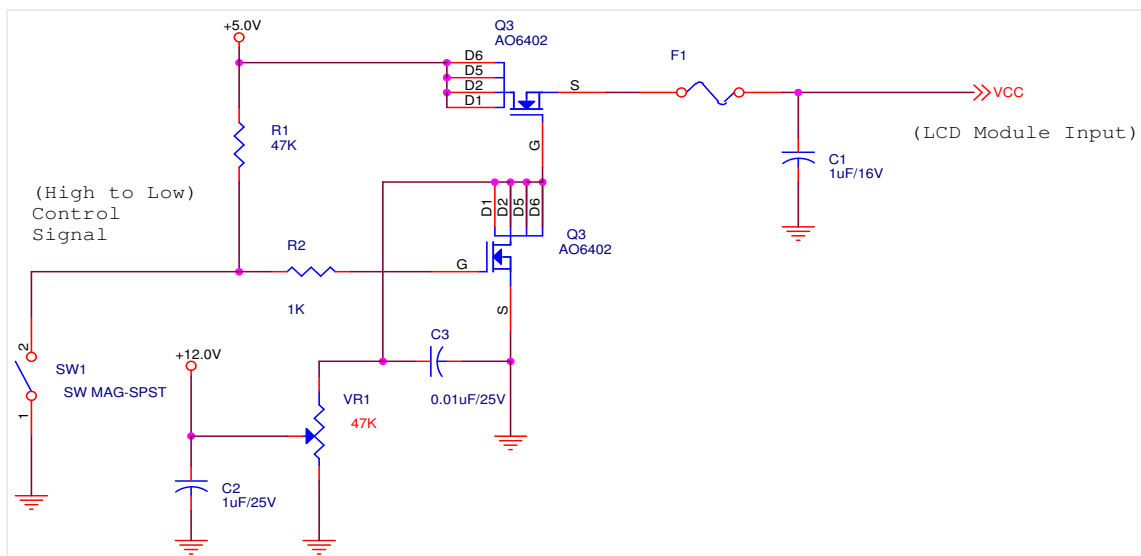 +5.0V
Q3
AO6402
D6
D5
D2
D1
S
G
F1
VCC
(LCD Module Input)
R1
47K
C1
1uF/16V
(High to Low)
Control
Signal
D1
D2
D5
D6
Q3
AO6402
R2
1K
G
S
2
SW1
SW MAG-SPST
1
+12.0V
VR1
47K
C3
0.01uF/25V
C2
1uF/25V